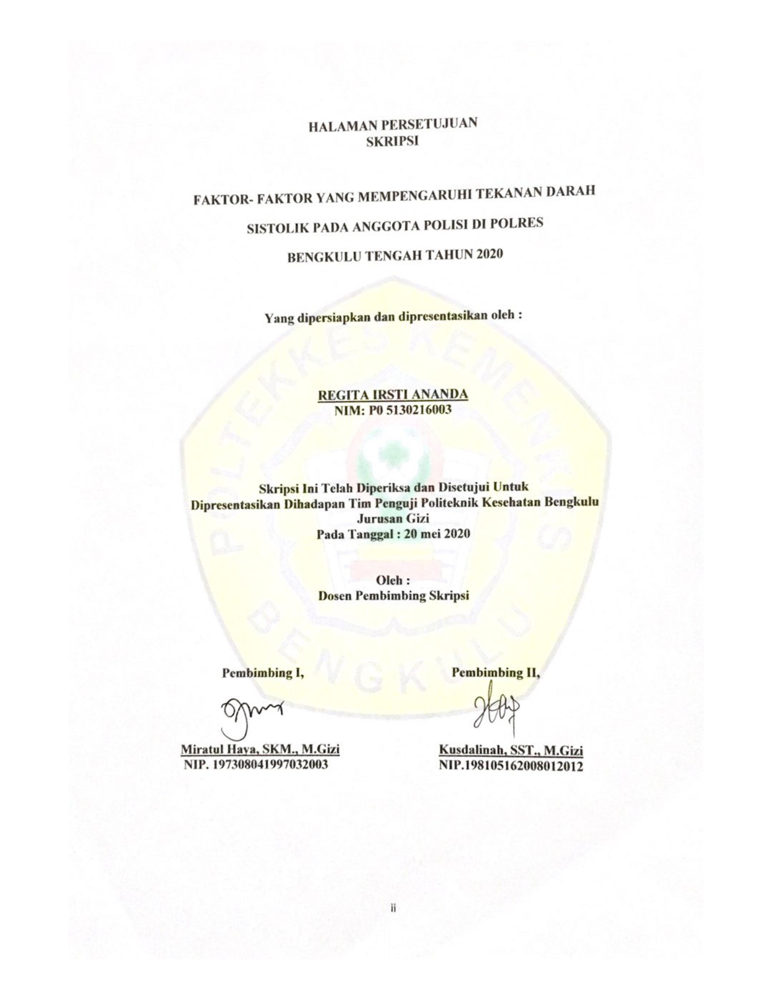 HALAMAN PERSETUJUAN
SKRIPSI
FAKTOR- FAKTOR YANG MEMPENGARUHI TEKANAN DARAH
SISTOLIK PADA ANGGOTA POLISI DI POLRES
BENGKULU TENGAH TAHUN 2020
Yang dipersiapkan dan dipresentasikan oleh :
POLTEKKES KEMENKES
BENGKULU
REGITA IRSTI ANANDA
NIM: P0 5130216003
Skripsi Ini Telah Diperiksa dan Disetujui Untuk
Dipresentasikan Dihadapan Tim Penguji Politeknik Kesehatan Bengkulu
Jurusan Gizi
Pada Tanggal : 20 mei 2020
Oleh :
Dosen Pembimbing Skripsi
Pembimbing I,
Pembimbing II,
Miratul Haya, SKM., M.Gizi
NIP. 197308041997032003
Kusdalinah, SST., M.Gizi
NIP.198105162008012012
ii